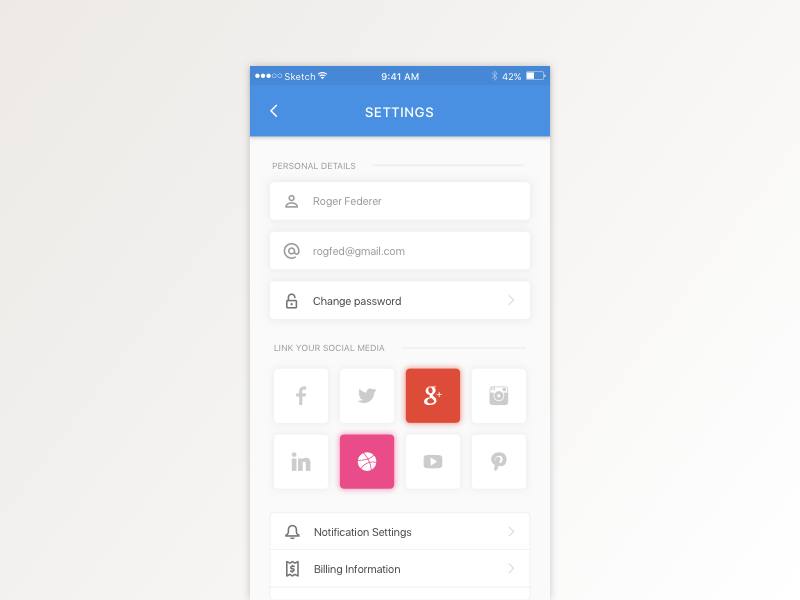 Sketch 9:41 AM 42%
SETTINGS
PERSONAL DETAILS
Roger Federer
rogfed@gmail.com
Change password
LINK YOUR SOCIAL MEDIA
f g+
in
Notification Settings
Billing Information